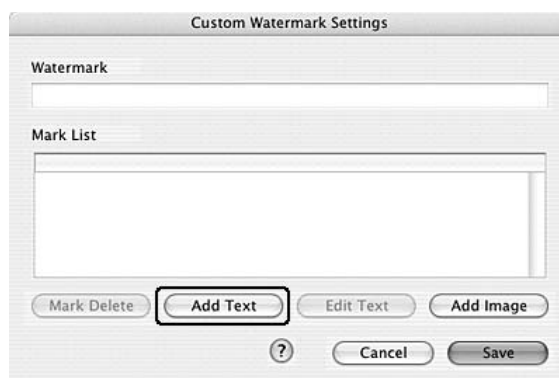 Custom Watermark Settings
Watermark
Mark List
Mark Delete Add Text Edit Text Add Image
? Cancel Save